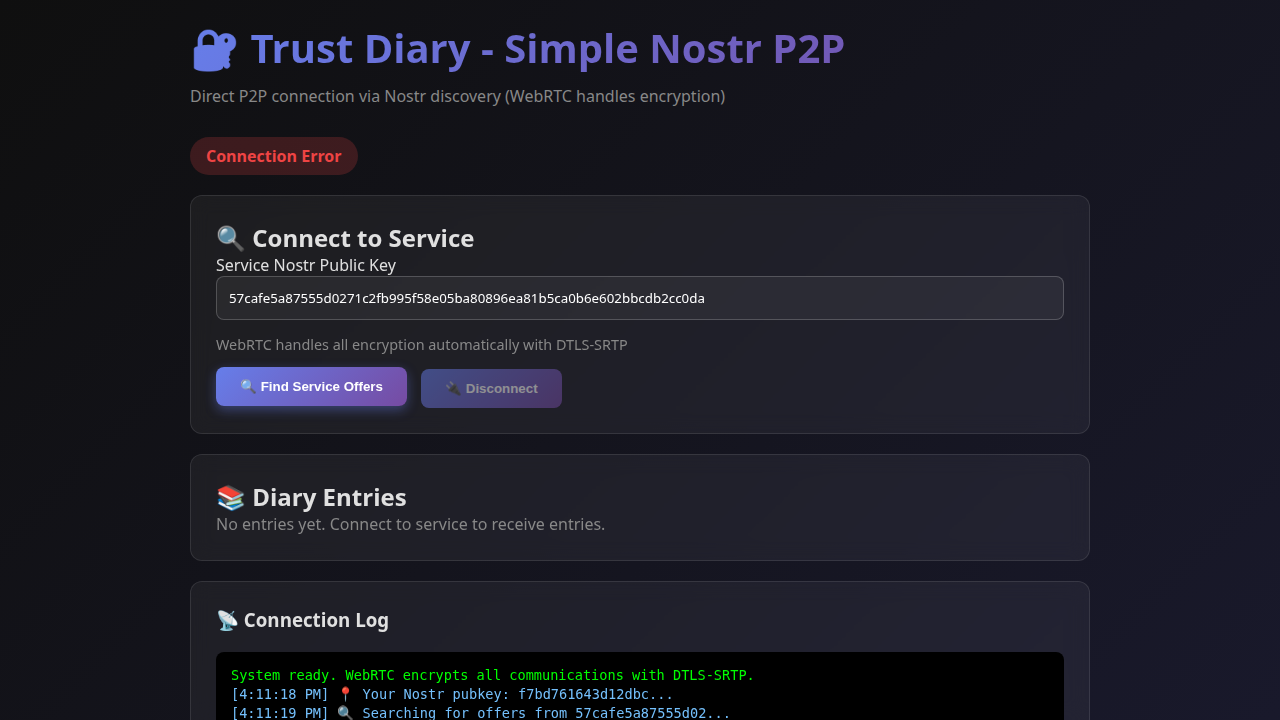 🔐 Trust Diary - Simple Nostr P2P
Direct P2P connection via Nostr discovery (WebRTC handles encryption)
Connection Error
🔍 Connect to Service
Service Nostr Public Key
57cafe5a87555d0271c2fb995f58e05ba80896ea81b5ca0b6e602bbcdb2cc0da
WebRTC handles all encryption automatically with DTLS-SRTP
🔍 Find Service Offers
🔌 Disconnect
📚 Diary Entries
No entries yet. Connect to service to receive entries.
📡 Connection Log
System ready. WebRTC encrypts all communications with DTLS-SRTP.
[4:11:18 PM] 📍 Your Nostr pubkey: f7bd761643d12dbc...
[4:11:19 PM] 🔍 Searching for offers from 57cafe5a87555d02...